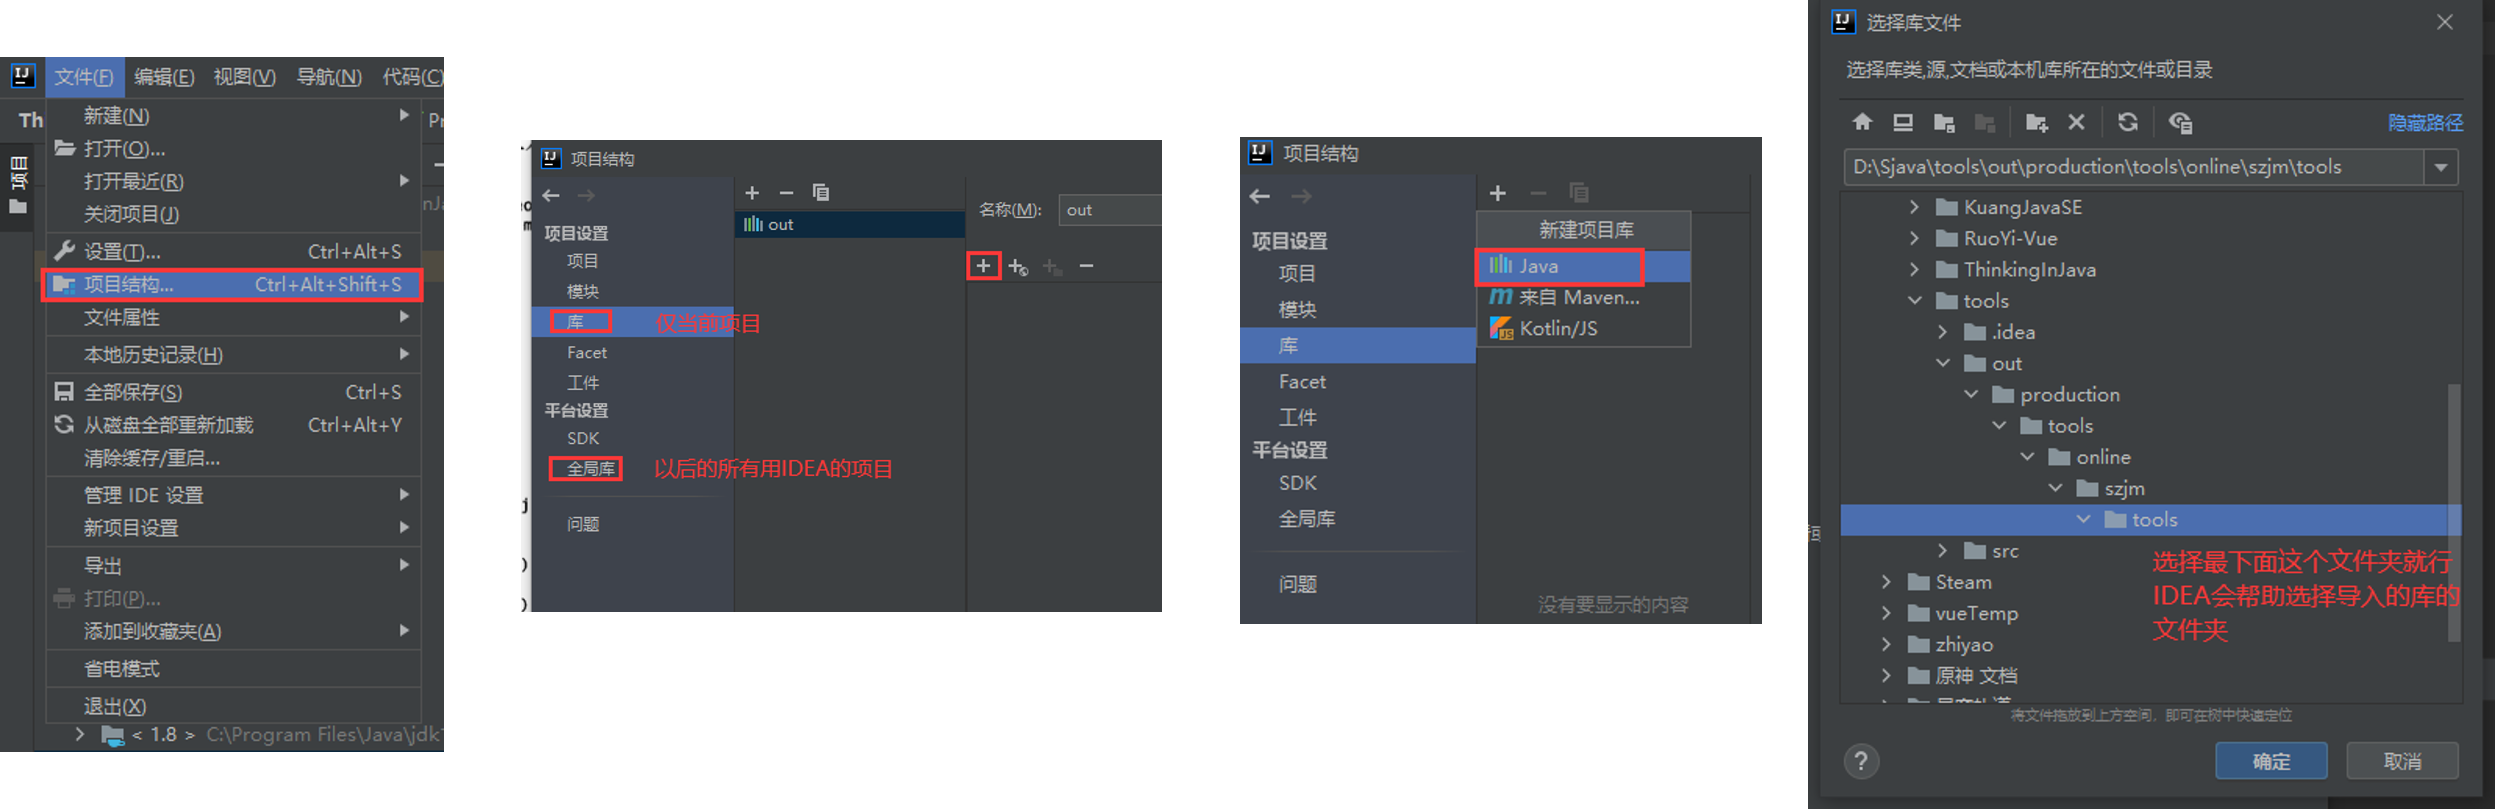 文件(F) 编辑(E) 视图(V) 导航(N) 代码(C)
Th
Pr
项目
新建(N)
打开(O)...
打开最近(R)
关闭项目(J)
设置(T)... Ctrl+Alt+S
项目结构... Ctrl+Alt+Shift+S
文件属性
本地历史记录(H)
全部保存(S) Ctrl+S
从磁盘全部重新加载 Ctrl+Alt+Y
清除缓存/重启...
管理 IDE 设置
新项目设置
导出
打印(P)...
添加到收藏夹(A)
省电模式
退出(X)
< 1.8 > C:\Program Files\Java\jdk
项目结构
项目设置
项目
模块
库
仅当前项目
Facet
工件
平台设置
SDK
全局库
以后的所有用IDEA的项目
问题
out
名称(M): out
项目结构
项目设置
项目
模块
库
Facet
工件
平台设置
SDK
全局库
问题
新建项目库
Java
来自 Maven...
Kotlin/JS
没有要显示的内容
选择库文件
选择库类,源,文档或本机库所在的文件或目录
隐藏路径
D:\Sjava\tools\out\production\tools\online\szjm\tools
KuangJavaSE
RuoYi-Vue
ThinkingInJava
tools
.idea
out
production
tools
online
szjm
tools
src
选择最下面这个文件夹就行
IDEA会帮助选择导入的库的
文件夹
Steam
vueTemp
zhiyao
原神 文档
将文件拖放到上方空间，即可在树中快速定位
?
确定
取消